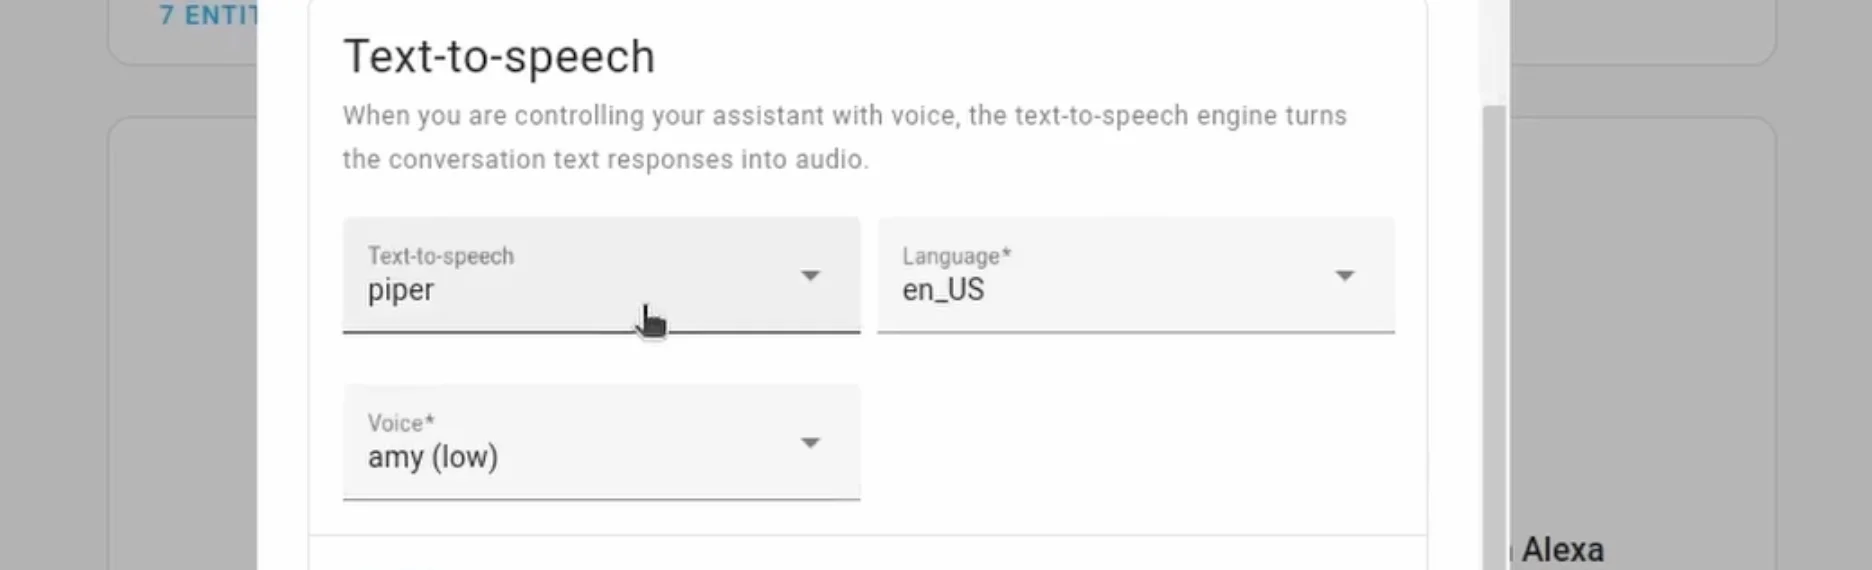 7 ENTIT
Text-to-speech
When you are controlling your assistant with voice, the text-to-speech engine turns
the conversation text responses into audio.
Text-to-speech
piper
Language*
en_US
Voice*
amy (low)
Alexa